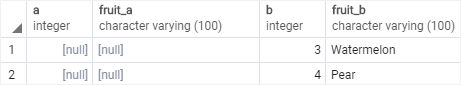 a fruit_a b fruit_b
integer character varying (100) integer character varying (100)
1 [null] [null] 3 Watermelon
2 [null] [null] 4 Pear